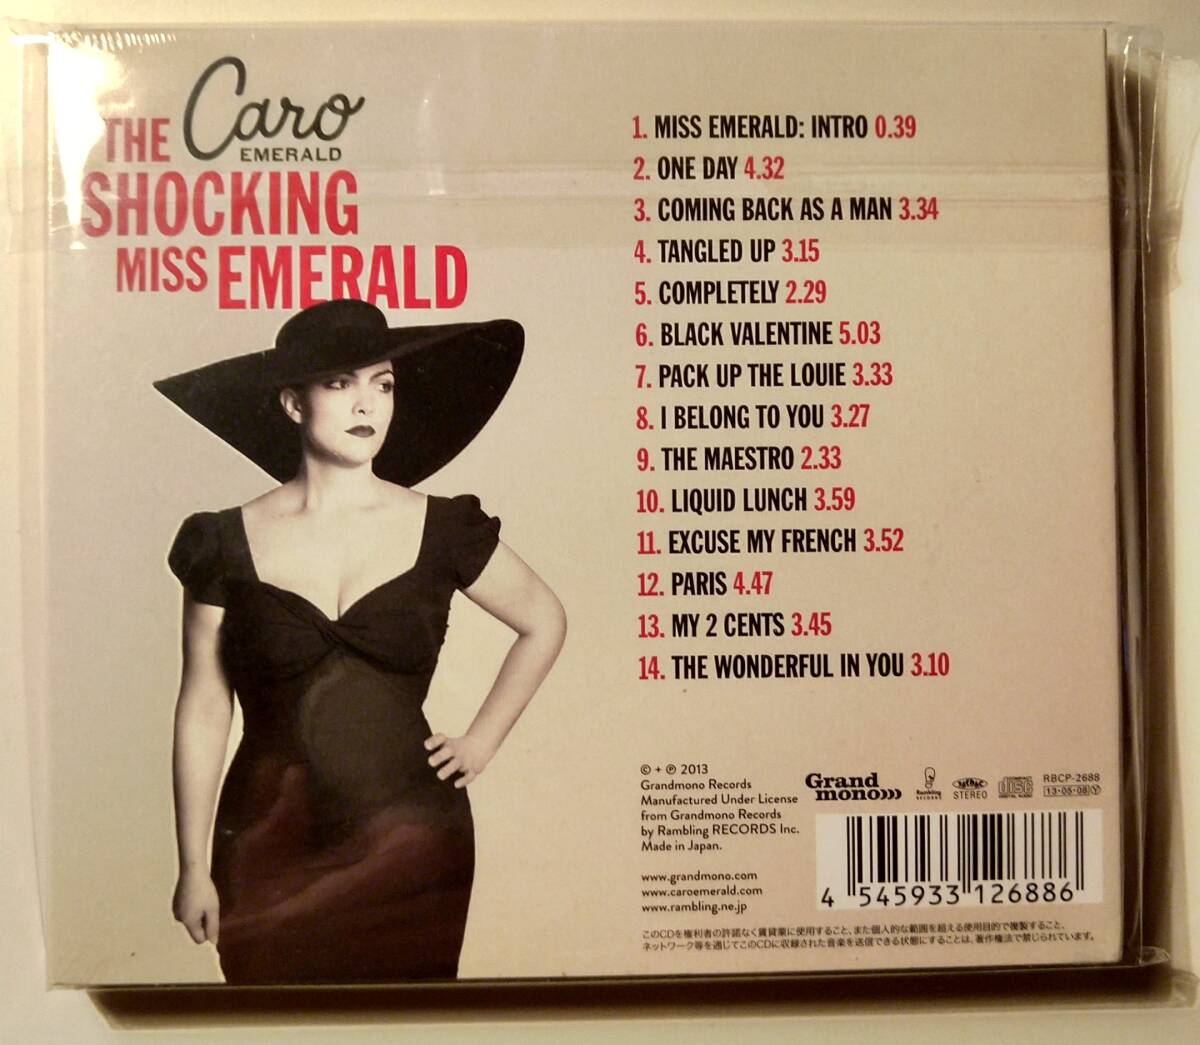 Caro
EMERALD
THE
SHOCKING
MISS EMERALD
1. MISS EMERALD: INTRO 0.39
2. ONE DAY 4.32
3. COMING BACK AS A MAN 3.34
4. TANGLED UP 3.15
5. COMPLETELY 2.29
6. BLACK VALENTINE 5.03
7. PACK UP THE LOUIE 3.33
8. I BELONG TO YOU 3.27
9. THE MAESTRO 2.33
10. LIQUID LUNCH 3.59
11. EXCUSE MY FRENCH 3.52
12. PARIS 4.47
13. MY 2 CENTS 3.45
14. THE WONDERFUL IN YOU 3.10
© + ℗ 2013
Grandmono Records
Manufactured Under License
from Grandmono Records
by Rambling RECORDS Inc.
Made in Japan.
www.grandmono.com
www.caroemerald.com
www.rambling.ne.jp
Grand
mono
Rambling
RECORDS
STEREO
COMPACT
disc
DIGITAL AUDIO
RBCP-2688
13·05·08 Y
4 545933 126886
このCDを権利者の許諾なく賃貸業に使用すること、また個人的な範囲を超える使用目的で複製すること、
ネットワーク等を通じてこのCDに収録された音楽を送信できる状態にすることは、著作権法で禁じられています。